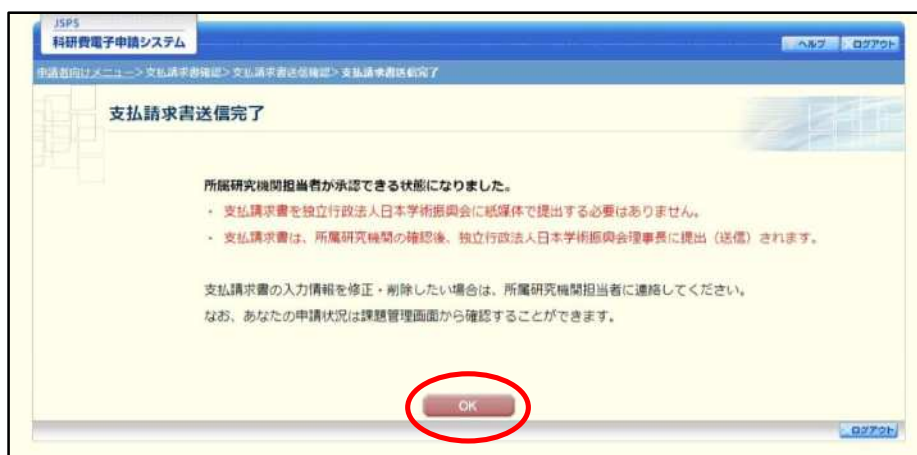 JSPS
科研費電子申請システム
ヘルプ ログアウト
申請者向けメニュー>支払請求書確認>支払請求書送信確認>支払請求書送信完了
支払請求書送信完了
所属研究機関担当者が承認できる状態になりました。
・ 支払請求書を独立行政法人日本学術振興会に紙媒体で提出する必要はありません。
・ 支払請求書は、所属研究機関の確認後、独立行政法人日本学術振興会理事長に提出（送信）されます。
支払請求書の入力情報を修正・削除したい場合は、所属研究機関担当者に連絡してください。
なお、あなたの申請状況は課題管理画面から確認することができます。
OK
ログアウト